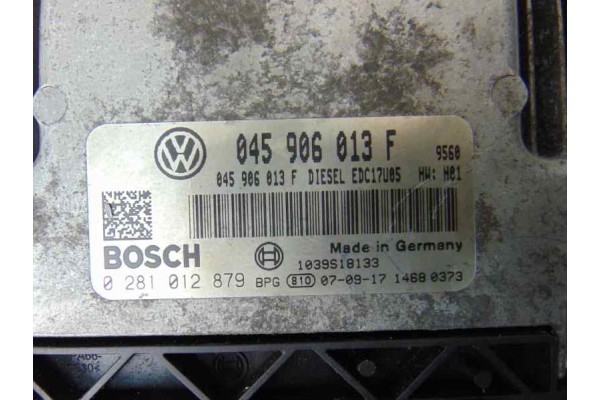 045 906 013 F 9560
045 906 013 F DIESEL EDC17U05 HW: H01
BOSCH
Made in Germany
1039S18133
0 281 012 879 BPG 810 07-09-17 1468 0373